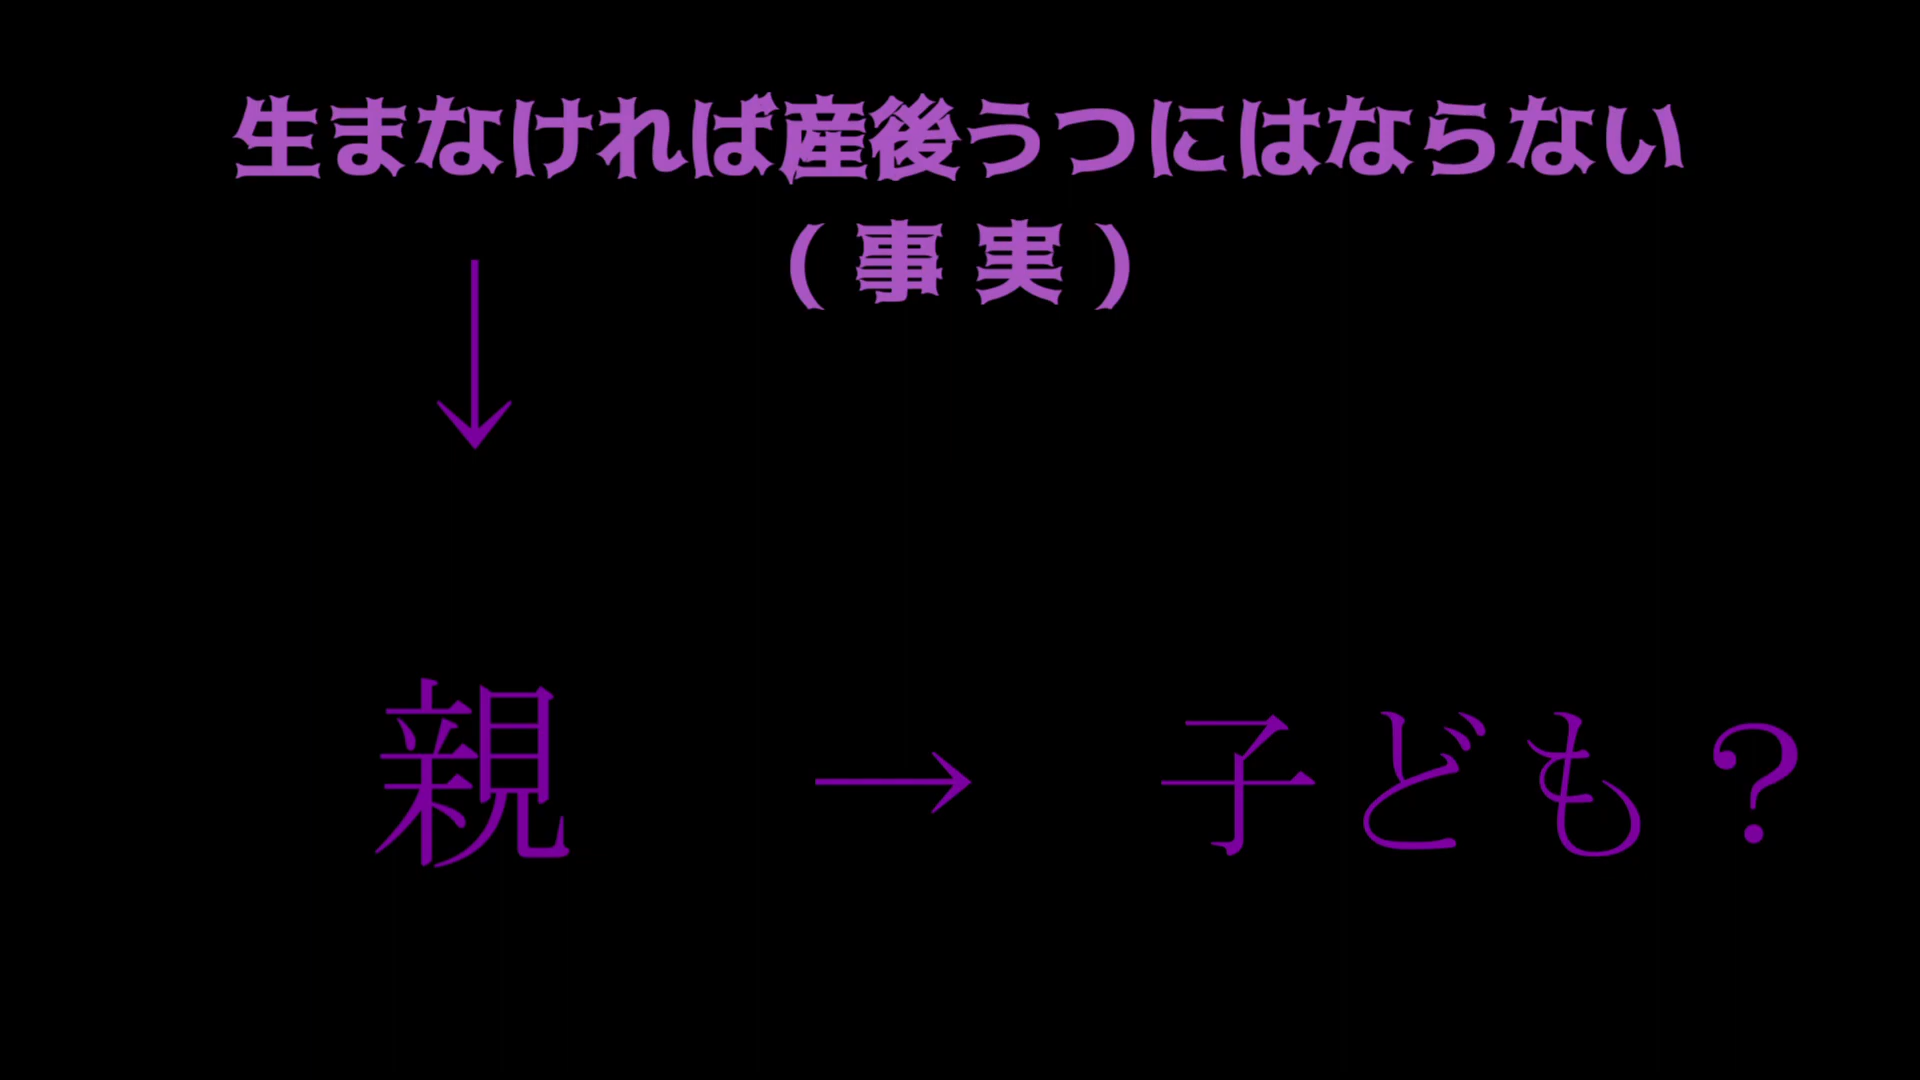 生まなければ産後うつにはならない
(事実)
↓
親 → 子ども？